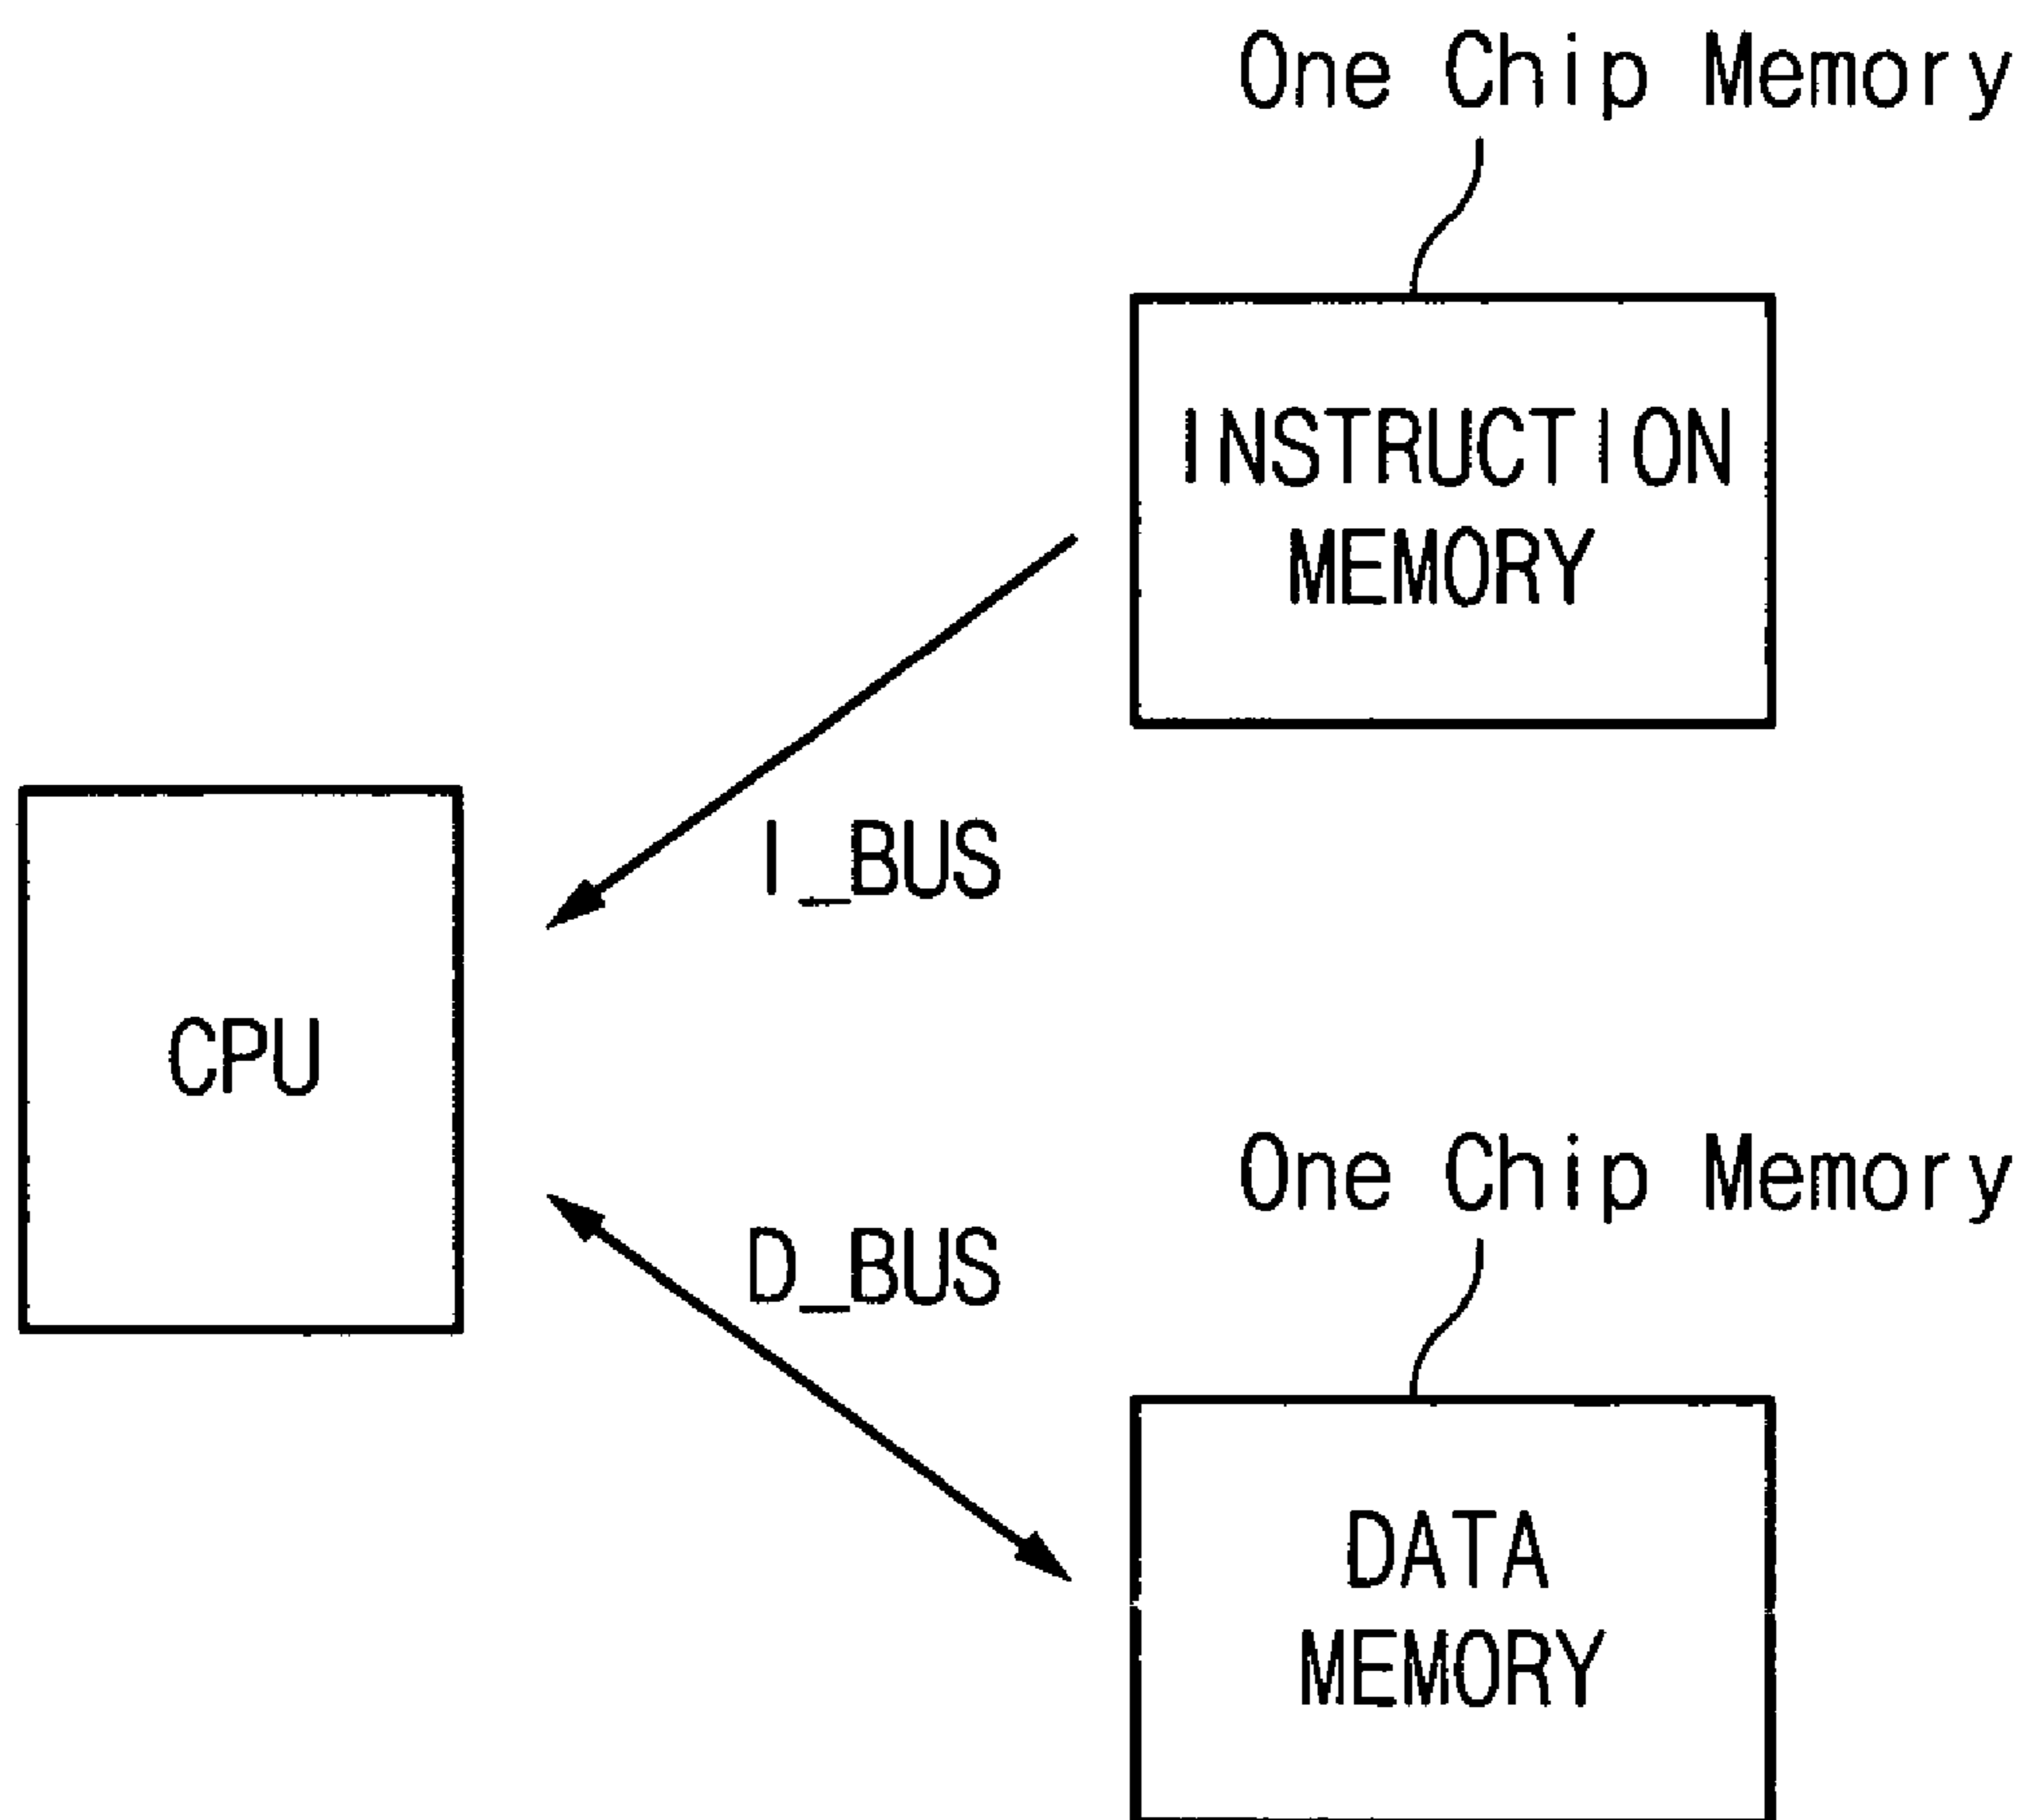 One Chip Memory
INSTRUCTION
MEMORY
I_BUS
CPU
One Chip Memory
D_BUS
DATA
MEMORY